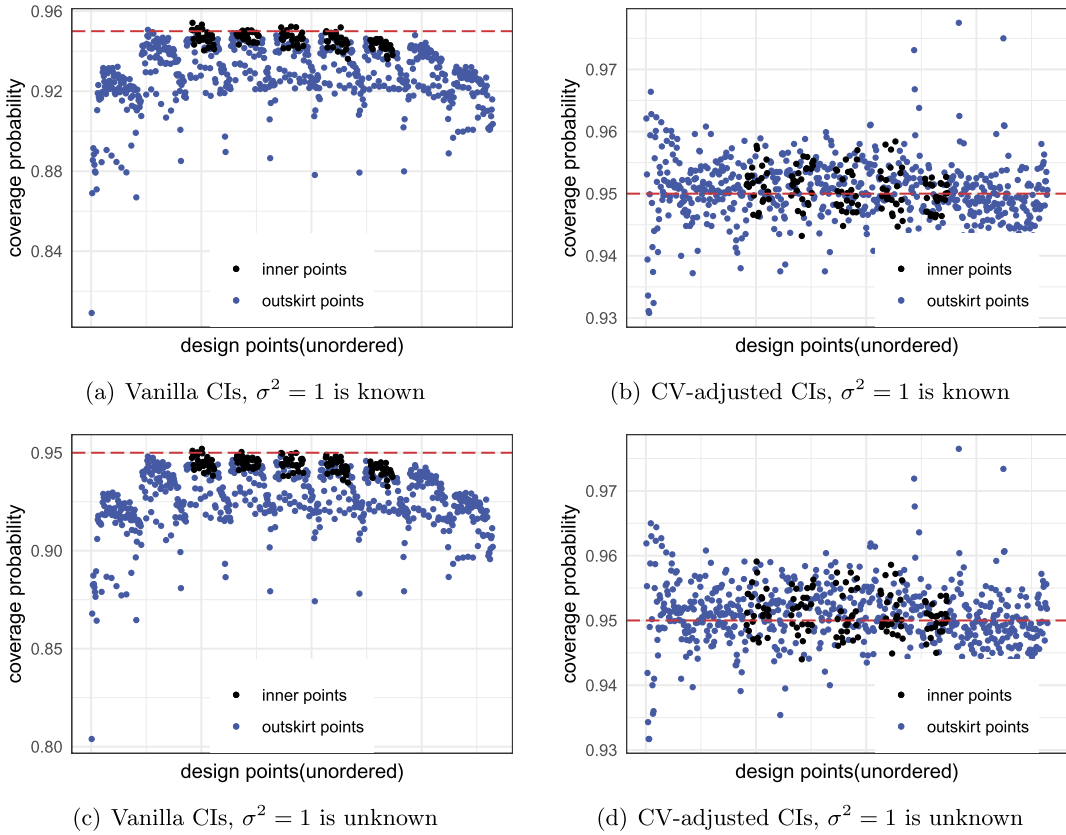 0.96
0.92
0.88
0.84
coverage probability
inner points
outskirt points
design points(unordered)
(a) Vanilla CIs, σ² = 1 is known
0.97
0.96
0.95
0.94
0.93
coverage probability
inner points
outskirt points
design points(unordered)
(b) CV-adjusted CIs, σ² = 1 is known
0.95
0.90
0.85
0.80
coverage probability
inner points
outskirt points
design points(unordered)
(c) Vanilla CIs, σ² = 1 is unknown
0.97
0.96
0.95
0.94
0.93
coverage probability
inner points
outskirt points
design points(unordered)
(d) CV-adjusted CIs, σ² = 1 is unknown